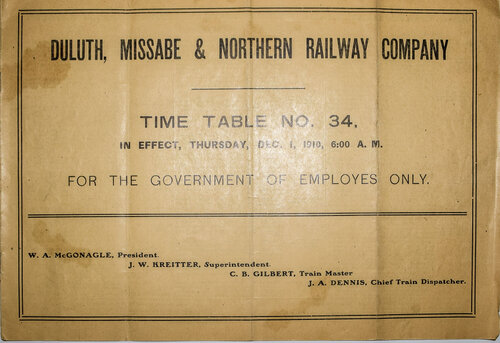 DULUTH, MISSABE & NORTHERN RAILWAY COMPANY
TIME TABLE NO. 34,
IN EFFECT, THURSDAY, DEC. 1, 1910, 6:00 A. M.
FOR THE GOVERNMENT OF EMPLOYES ONLY.
W. A. McGONAGLE, President.
J. W. KREITTER, Superintendent.
C. B. GILBERT, Train Master
J. A. DENNIS, Chief Train Dispatcher.